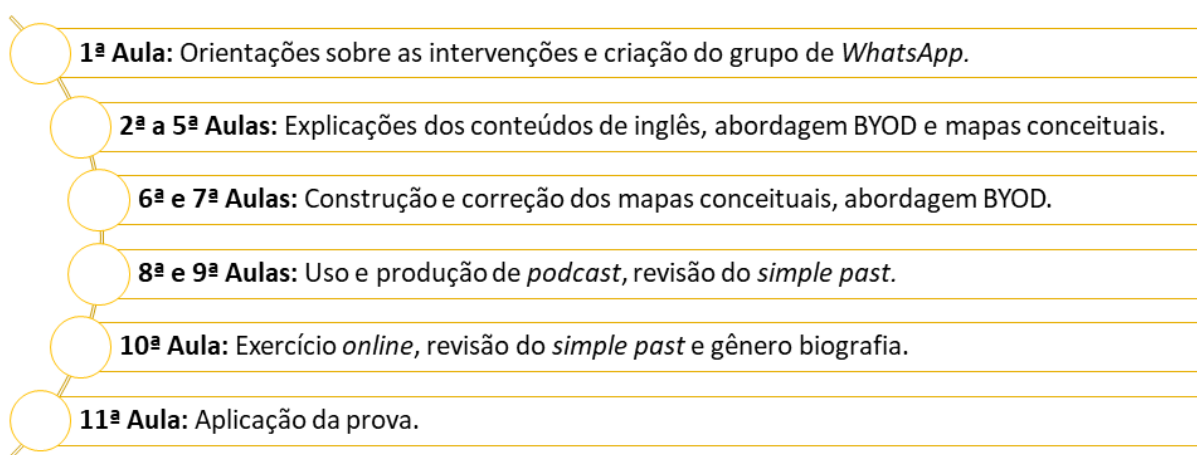 1ª Aula: Orientações sobre as intervenções e criação do grupo de WhatsApp.
2ª a 5ª Aulas: Explicações dos conteúdos de inglês, abordagem BYOD e mapas conceituais.
6ª e 7ª Aulas: Construção e correção dos mapas conceituais, abordagem BYOD.
8ª e 9ª Aulas: Uso e produção de podcast, revisão do simple past.
10ª Aula: Exercício online, revisão do simple past e gênero biografia.
11ª Aula: Aplicação da prova.